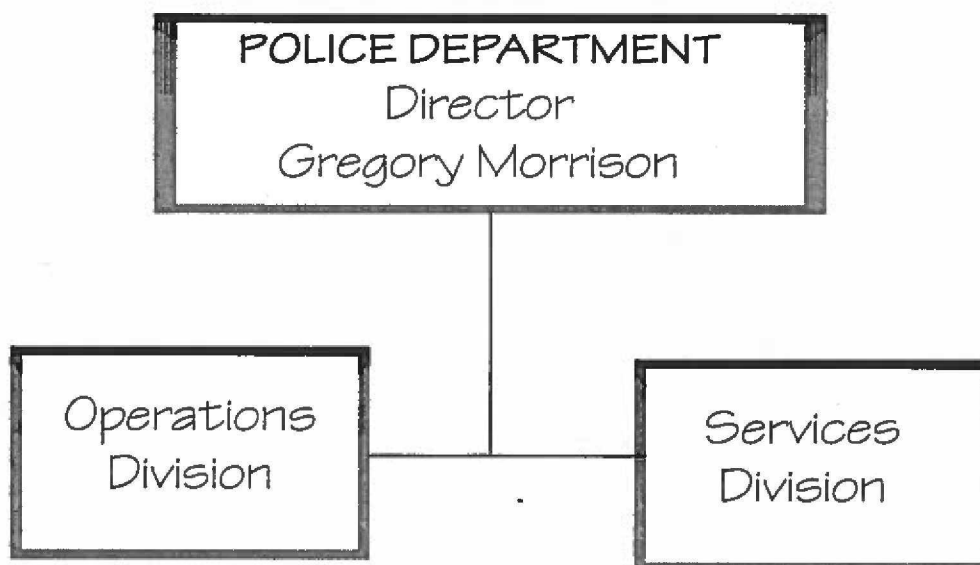 POLICE DEPARTMENT
Director
Gregory Morrison
Operations
Division
Services
Division